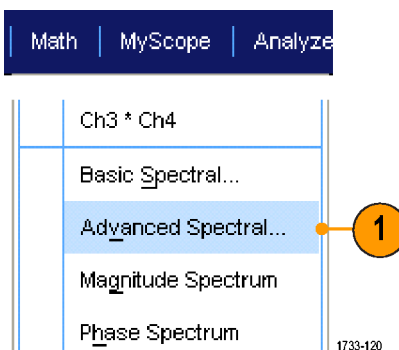 Math MyScope Analyze
Ch3 * Ch4
Basic Spectral...
Advanced Spectral...
1
Magnitude Spectrum
Phase Spectrum
1733-120